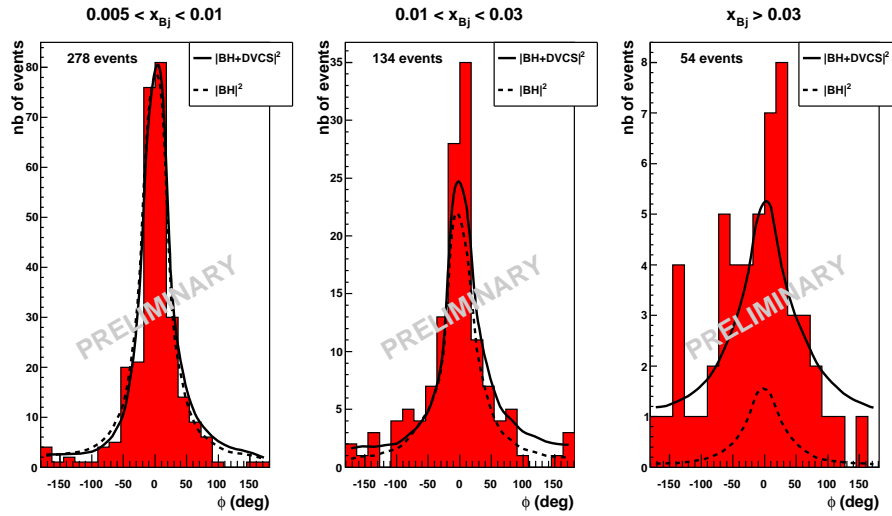 0.005 < x_Bj < 0.01
278 events
|BH+DVCS|²
|BH|²
nb of events
80
70
60
50
40
30
20
10
0
PRELIMINARY
-150 -100 -50 0 50 100 150
ϕ (deg)
0.01 < x_Bj < 0.03
134 events
|BH+DVCS|²
|BH|²
nb of events
35
30
25
20
15
10
5
0
PRELIMINARY
-150 -100 -50 0 50 100 150
ϕ (deg)
x_Bj > 0.03
54 events
|BH+DVCS|²
|BH|²
nb of events
8
7
6
5
4
3
2
1
0
PRELIMINARY
-150 -100 -50 0 50 100 150
ϕ (deg)